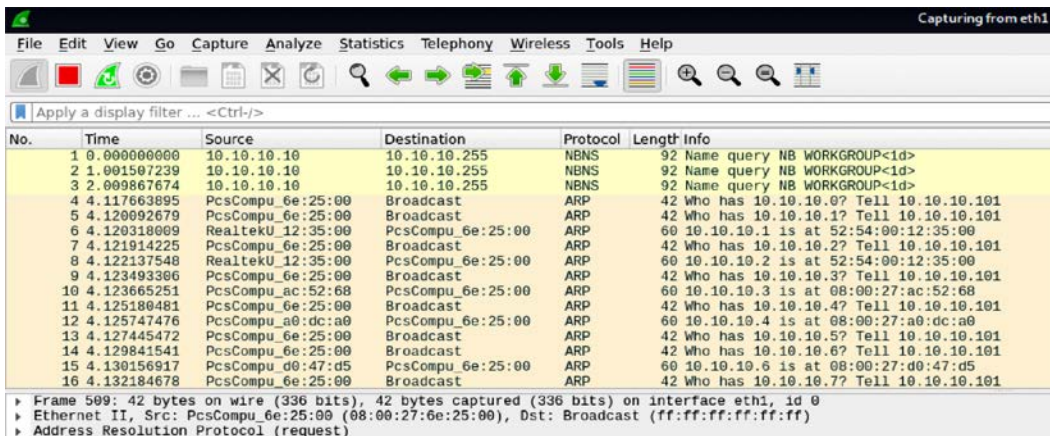 Capturing from eth1
File Edit View Go Capture Analyze Statistics Telephony Wireless Tools Help
Apply a display filter ... <Ctrl-/>
No. Time Source Destination Protocol Length Info
1 0.000000000 10.10.10.10 10.10.10.255 NBNS 92 Name query NB WORKGROUP<1d>
2 1.001507239 10.10.10.10 10.10.10.255 NBNS 92 Name query NB WORKGROUP<1d>
3 2.009867674 10.10.10.10 10.10.10.255 NBNS 92 Name query NB WORKGROUP<1d>
4 4.117663895 PcsCompu_6e:25:00 Broadcast ARP 42 Who has 10.10.10.0? Tell 10.10.10.101
5 4.120092679 PcsCompu_6e:25:00 Broadcast ARP 42 Who has 10.10.10.1? Tell 10.10.10.101
6 4.120318009 RealtekU_12:35:00 PcsCompu_6e:25:00 ARP 60 10.10.10.1 is at 52:54:00:12:35:00
7 4.121914225 PcsCompu_6e:25:00 Broadcast ARP 42 Who has 10.10.10.2? Tell 10.10.10.101
8 4.122137548 RealtekU_12:35:00 PcsCompu_6e:25:00 ARP 60 10.10.10.2 is at 52:54:00:12:35:00
9 4.123493306 PcsCompu_6e:25:00 Broadcast ARP 42 Who has 10.10.10.3? Tell 10.10.10.101
10 4.123665251 PcsCompu_ac:52:68 PcsCompu_6e:25:00 ARP 60 10.10.10.3 is at 08:00:27:ac:52:68
11 4.125180481 PcsCompu_6e:25:00 Broadcast ARP 42 Who has 10.10.10.4? Tell 10.10.10.101
12 4.125747476 PcsCompu_a0:dc:a0 PcsCompu_6e:25:00 ARP 60 10.10.10.4 is at 08:00:27:a0:dc:a0
13 4.127445472 PcsCompu_6e:25:00 Broadcast ARP 42 Who has 10.10.10.5? Tell 10.10.10.101
14 4.129841541 PcsCompu_6e:25:00 Broadcast ARP 42 Who has 10.10.10.6? Tell 10.10.10.101
15 4.130156917 PcsCompu_d0:47:d5 PcsCompu_6e:25:00 ARP 60 10.10.10.6 is at 08:00:27:d0:47:d5
16 4.132184678 PcsCompu_6e:25:00 Broadcast ARP 42 Who has 10.10.10.7? Tell 10.10.10.101
Frame 509: 42 bytes on wire (336 bits), 42 bytes captured (336 bits) on interface eth1, id 0
Ethernet II, Src: PcsCompu_6e:25:00 (08:00:27:6e:25:00), Dst: Broadcast (ff:ff:ff:ff:ff:ff)
Address Resolution Protocol (request)